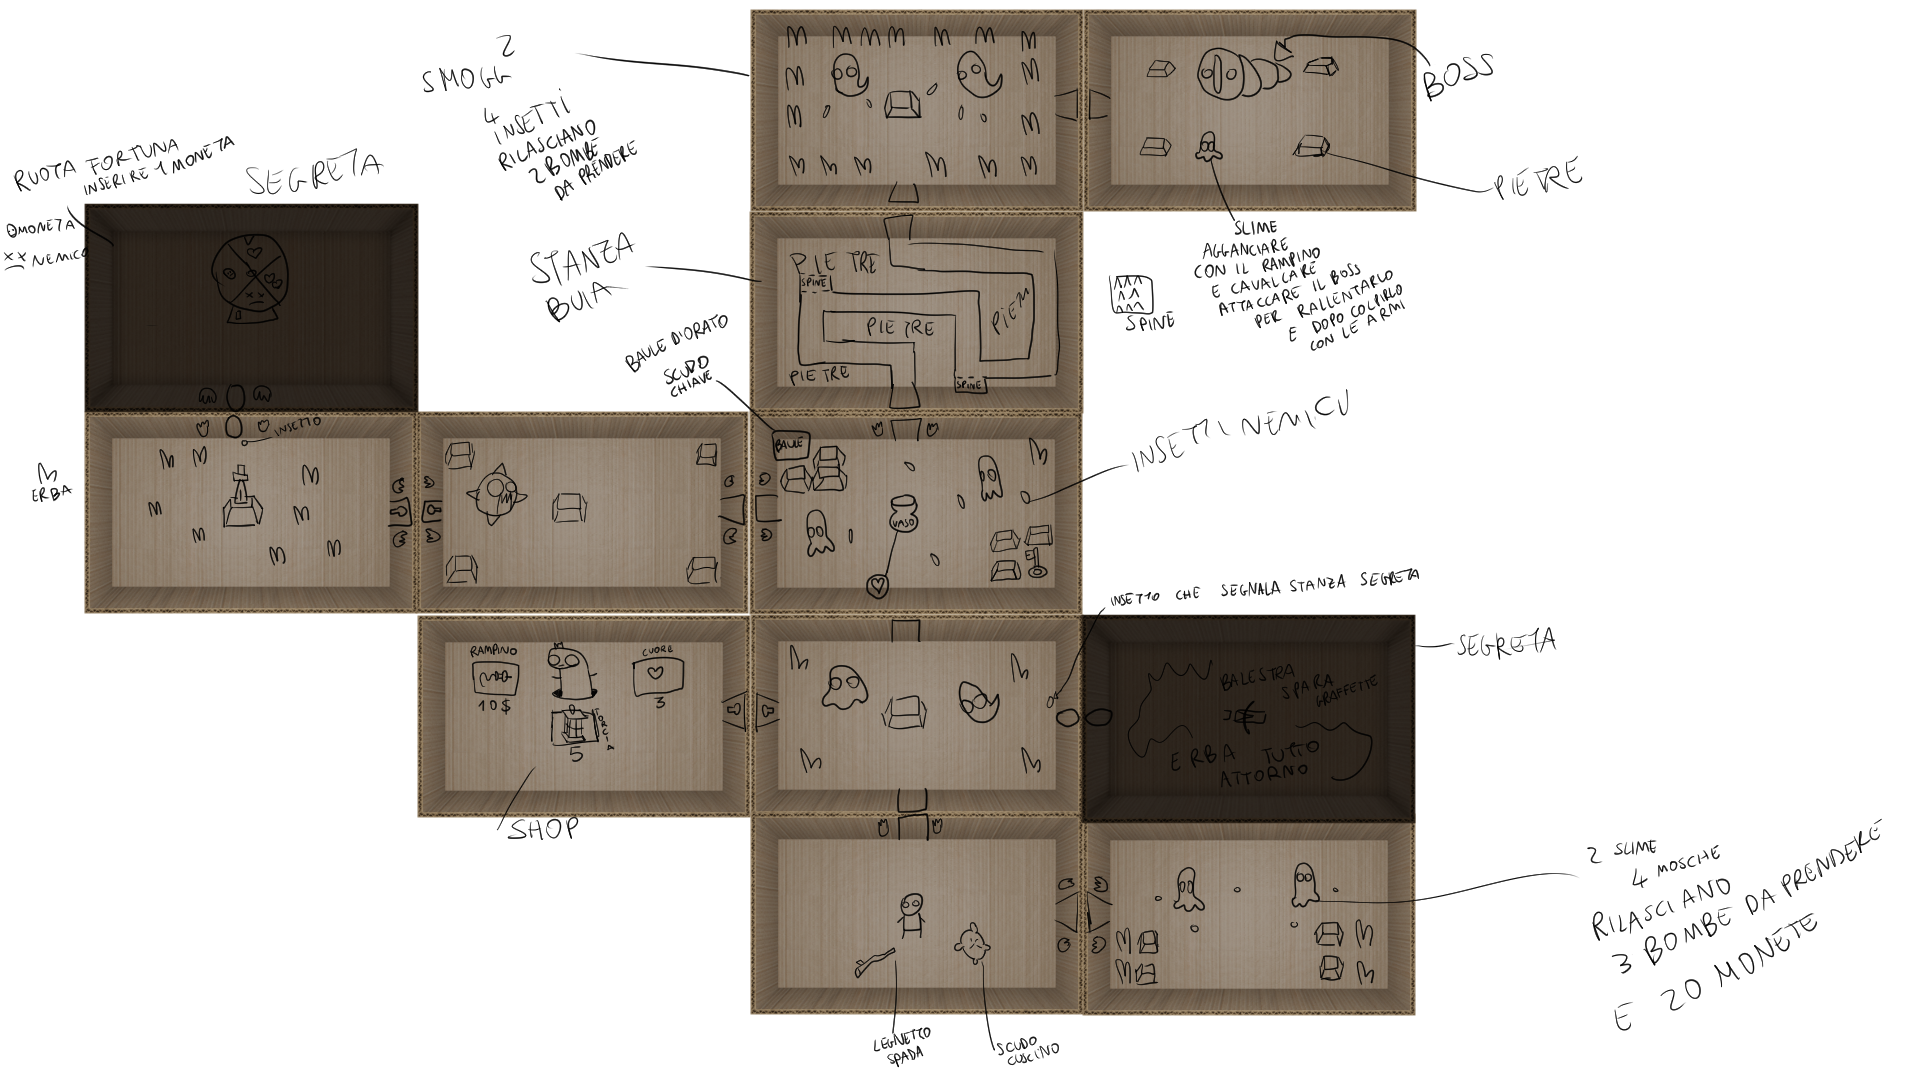 2
SMOGG
4
INSETTI
RILASCIANO
2 BOMBE
DA PRENDERE
BOSS
PIETRE
SLIME
AGGANCIARE
CON IL RAMPINO
E CAVALCARE
ATTACCARE IL BOSS
PER RALLENTARLO
E DOPO COLPIRLO
CON LE ARMI
SPINE
RUOTA FORTUNA
INSERIRE 1 MONETA
SEGRETA
MONETA
NEMICO
STANZA
BUIA
PIETRE
SPINE
PIETRE
PIETRE
SPINE
BAULE D'ORATO
SCUDO
CHIAVE
INSETTO
ERBA
BAULE
VASO
INSETTI NEMICI
INSETTO CHE SEGNALA STANZA SEGRETA
SEGRETA
RAMPINO
10$
CUORE
3
TORCIA
5
SHOP
BALESTRA
SPARA
GRAFFETTE
ERBA TUTTO
ATTORNO
LEGNETTO
SPADA
SCUDO
CUSCINO
2 SLIME
4 MOSCHE
RILASCIANO
3 BOMBE DA PRENDERE
E 20 MONETE